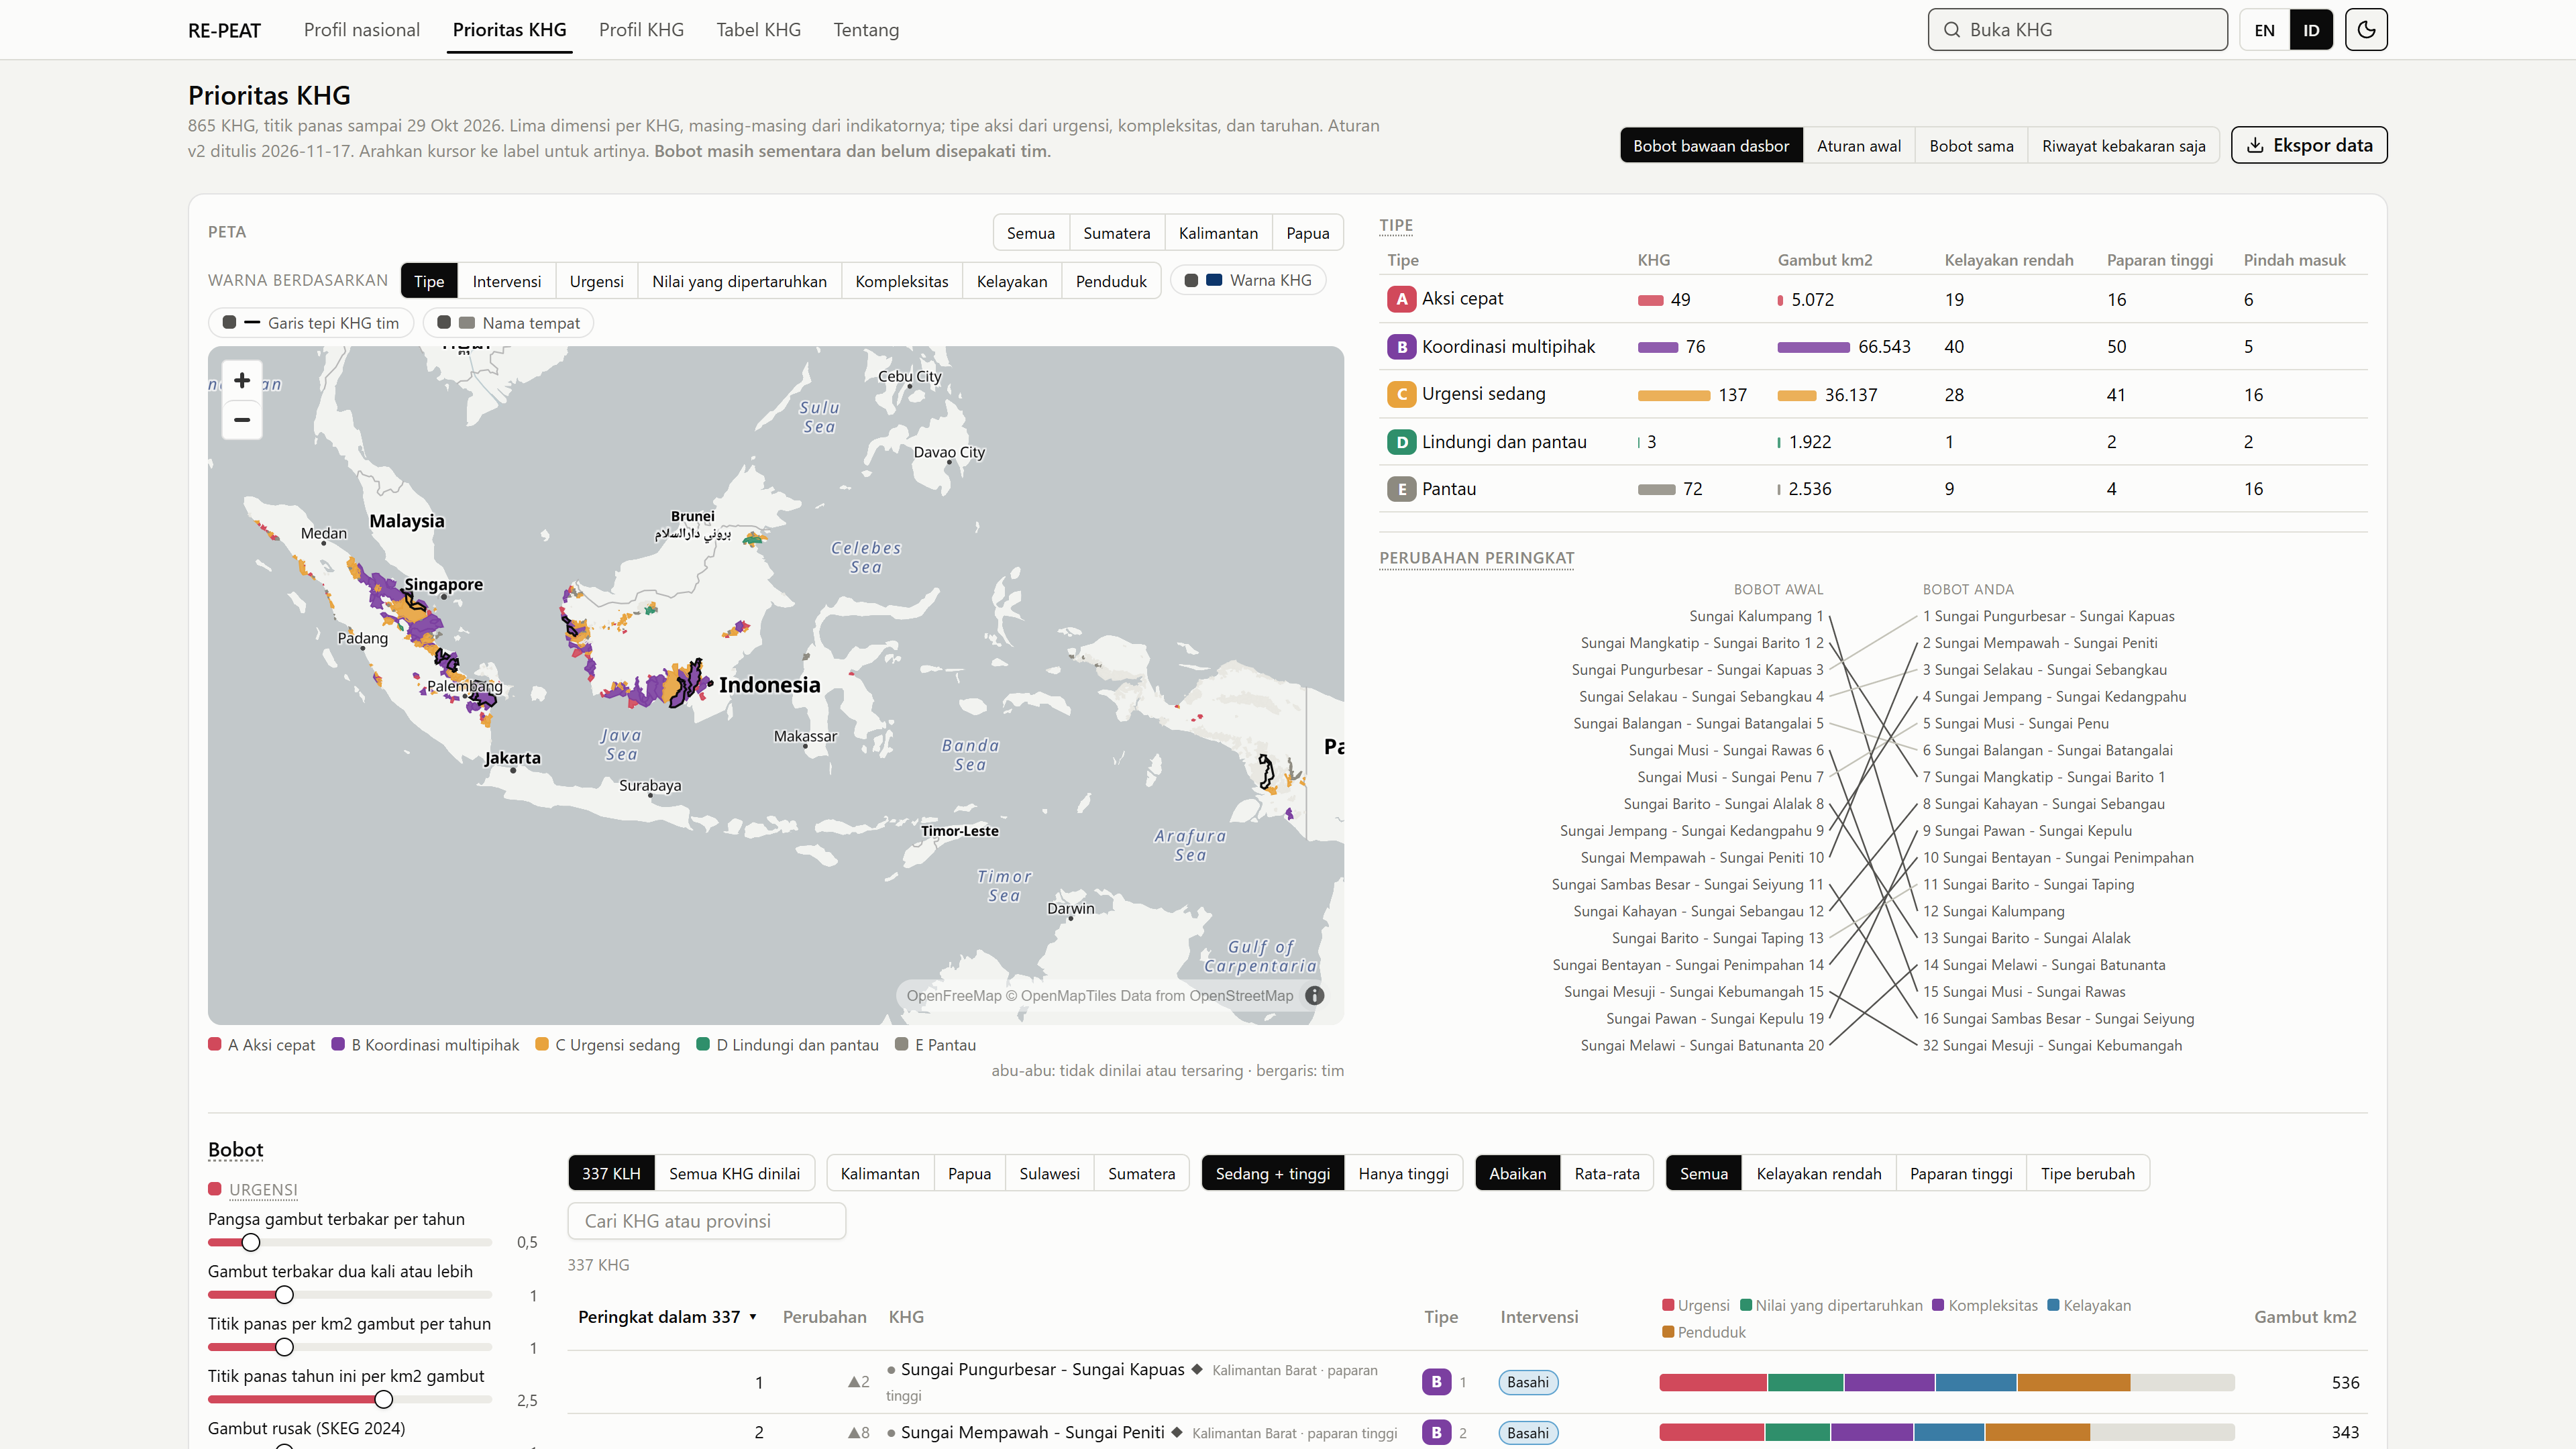 RE-PEAT
Profil nasional
Prioritas KHG
Profil KHG
Tabel KHG
Tentang
Buka KHG
EN
ID
Prioritas KHG
865 KHG, titik panas sampai 29 Okt 2026. Lima dimensi per KHG, masing-masing dari indikatornya; tipe aksi dari urgensi, kompleksitas, dan taruhan. Aturan
v2 ditulis 2026-11-17. Arahkan kursor ke label untuk artinya. Bobot masih sementara dan belum disepakati tim.
Bobot bawaan dasbor
Aturan awal
Bobot sama
Riwayat kebakaran saja
Ekspor data
PETA
Semua
Sumatera
Kalimantan
Papua
WARNA BERDASARKAN
Tipe
Intervensi
Urgensi
Nilai yang dipertaruhkan
Kompleksitas
Kelayakan
Penduduk
Warna KHG
Garis tepi KHG tim
Nama tempat
+
−
Cebu City
Sulu
Sea
Davao City
Medan
Malaysia
Brunei
بروني دارالسلام
Celebes
Sea
Singapore
Padang
Palembang
Indonesia
Java
Sea
Makassar
Banda
Sea
Jakarta
Surabaya
Timor-Leste
Arafura
Sea
Timor
Sea
Darwin
Gulf of
Carpentaria
OpenFreeMap © OpenMapTiles Data from OpenStreetMap
A Aksi cepat
B Koordinasi multipihak
C Urgensi sedang
D Lindungi dan pantau
E Pantau
abu-abu: tidak dinilai atau tersaring · bergaris: tim
TIPE
Tipe KHG Gambut km2 Kelayakan rendah Paparan tinggi Pindah masuk
A Aksi cepat 49 5.072 19 16 6
B Koordinasi multipihak 76 66.543 40 50 5
C Urgensi sedang 137 36.137 28 41 16
D Lindungi dan pantau 3 1.922 1 2 2
E Pantau 72 2.536 9 4 16
PERUBAHAN PERINGKAT
BOBOT AWAL BOBOT ANDA
Sungai Kalumpang 1 1 Sungai Pungurbesar - Sungai Kapuas
Sungai Mangkatip - Sungai Barito 1 2 2 Sungai Mempawah - Sungai Peniti
Sungai Pungurbesar - Sungai Kapuas 3 3 Sungai Selakau - Sungai Sebangkau
Sungai Selakau - Sungai Sebangkau 4 4 Sungai Jempang - Sungai Kedangpahu
Sungai Balangan - Sungai Batangalai 5 5 Sungai Musi - Sungai Penu
Sungai Musi - Sungai Rawas 6 6 Sungai Balangan - Sungai Batangalai
Sungai Musi - Sungai Penu 7 7 Sungai Mangkatip - Sungai Barito 1
Sungai Barito - Sungai Alalak 8 8 Sungai Kahayan - Sungai Sebangau
Sungai Jempang - Sungai Kedangpahu 9 9 Sungai Pawan - Sungai Kepulu
Sungai Mempawah - Sungai Peniti 10 10 Sungai Bentayan - Sungai Penimpahan
Sungai Sambas Besar - Sungai Seiyung 11 11 Sungai Barito - Sungai Taping
Sungai Kahayan - Sungai Sebangau 12 12 Sungai Kalumpang
Sungai Barito - Sungai Taping 13 13 Sungai Barito - Sungai Alalak
Sungai Bentayan - Sungai Penimpahan 14 14 Sungai Melawi - Sungai Batunanta
Sungai Mesuji - Sungai Kebumangah 15 15 Sungai Musi - Sungai Rawas
Sungai Pawan - Sungai Kepulu 19 16 Sungai Sambas Besar - Sungai Seiyung
Sungai Melawi - Sungai Batunanta 20 32 Sungai Mesuji - Sungai Kebumangah
Bobot
URGENSI
Pangsa gambut terbakar per tahun
0,5
Gambut terbakar dua kali atau lebih
1
Titik panas per km2 gambut per tahun
1
Titik panas tahun ini per km2 gambut
2,5
Gambut rusak (SKEG 2024)
337 KLH
Semua KHG dinilai
Kalimantan
Papua
Sulawesi
Sumatera
Sedang + tinggi
Hanya tinggi
Abaikan
Rata-rata
Semua
Kelayakan rendah
Paparan tinggi
Tipe berubah
Cari KHG atau provinsi
337 KHG
Peringkat dalam 337 ▼ Perubahan KHG Tipe Intervensi Urgensi Nilai yang dipertaruhkan Kompleksitas Kelayakan Gambut km2
Penduduk
1 ▲2 Sungai Pungurbesar - Sungai Kapuas ◆ Kalimantan Barat · paparan B 1 Basahi 536
tinggi
2 ▲8 Sungai Mempawah - Sungai Peniti ◆ Kalimantan Barat · paparan tinggi B 2 Basahi 343